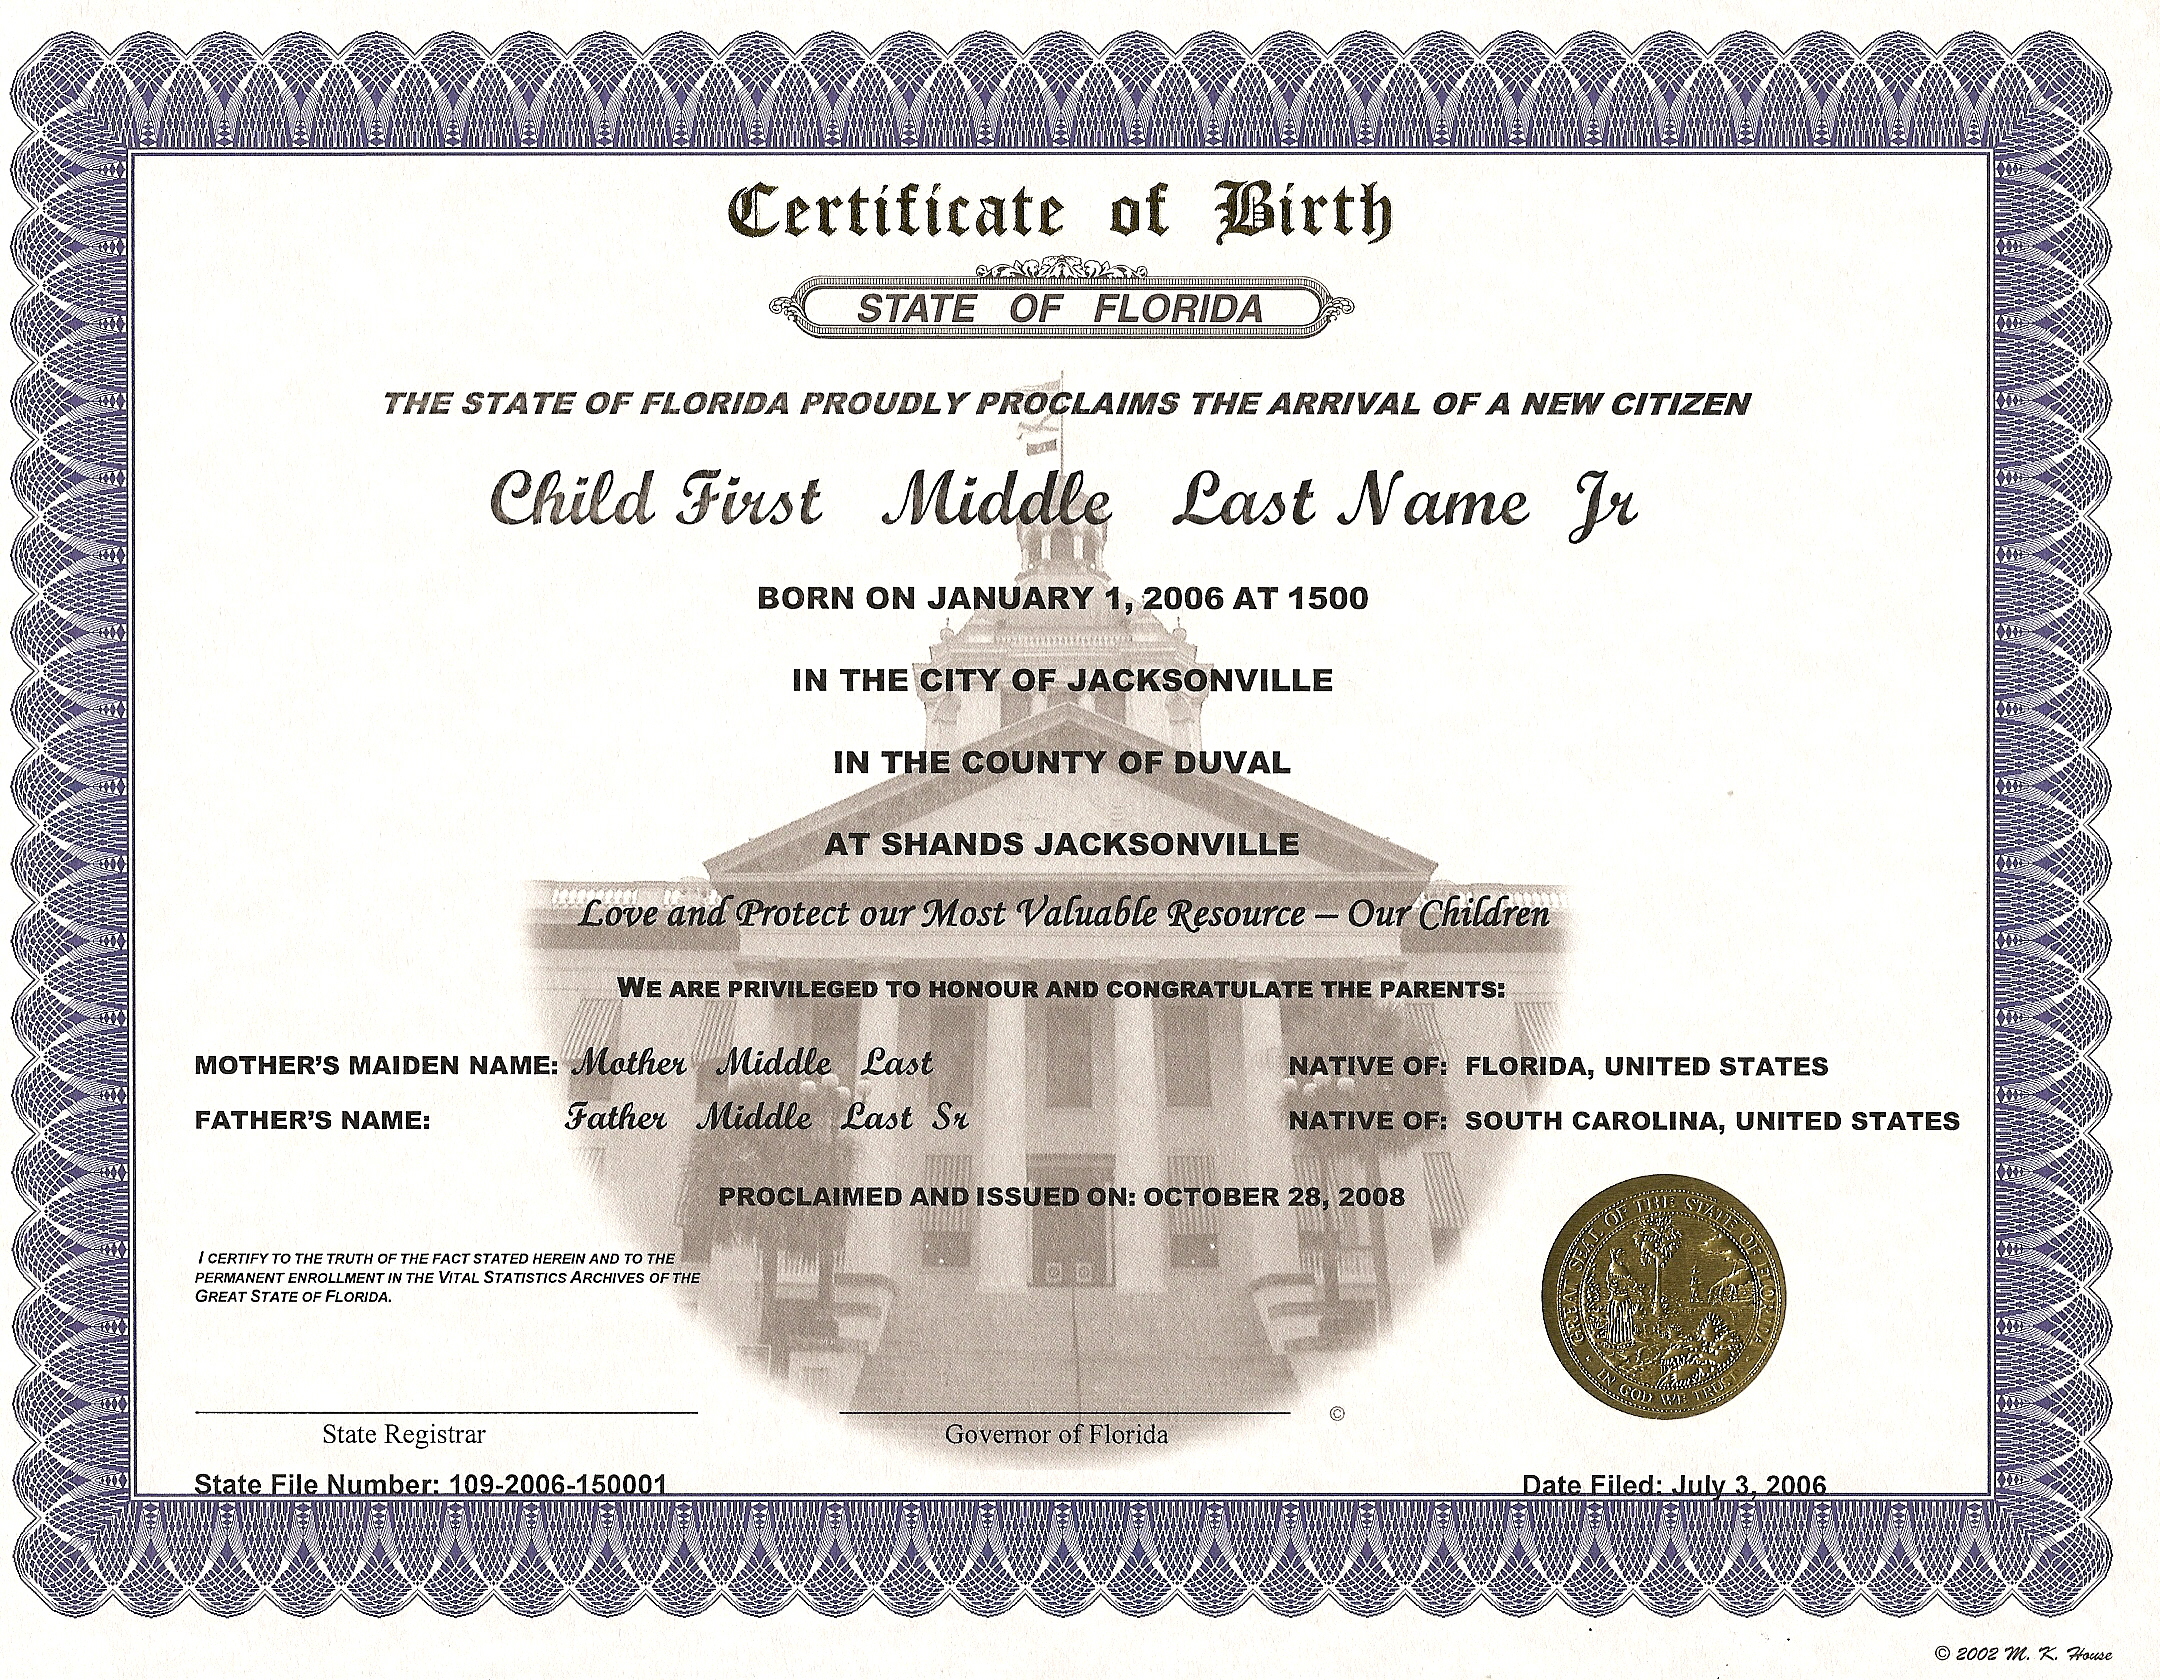 Certificate of Birth
STATE OF FLORIDA
THE STATE OF FLORIDA PROUDLY PROCLAIMS THE ARRIVAL OF A NEW CITIZEN
Child First Middle Last Name Jr
BORN ON JANUARY 1, 2006 AT 1500
IN THE CITY OF JACKSONVILLE
IN THE COUNTY OF DUVAL
AT SHANDS JACKSONVILLE
Love and Protect our Most Valuable Resource – Our Children
WE ARE PRIVILEGED TO HONOUR AND CONGRATULATE THE PARENTS:
MOTHER'S MAIDEN NAME: Mother Middle Last NATIVE OF: FLORIDA, UNITED STATES
FATHER'S NAME: Father Middle Last Sr NATIVE OF: SOUTH CAROLINA, UNITED STATES
PROCLAIMED AND ISSUED ON: OCTOBER 28, 2008
I CERTIFY TO THE TRUTH OF THE FACT STATED HEREIN AND TO THE
PERMANENT ENROLLMENT IN THE VITAL STATISTICS ARCHIVES OF THE
GREAT STATE OF FLORIDA.
GREAT SEAL OF THE STATE OF FLORIDA
IN GOD WE TRUST
©
State Registrar Governor of Florida
State File Number: 109-2006-150001 Date Filed: July 3, 2006
© 2002 M. K. House